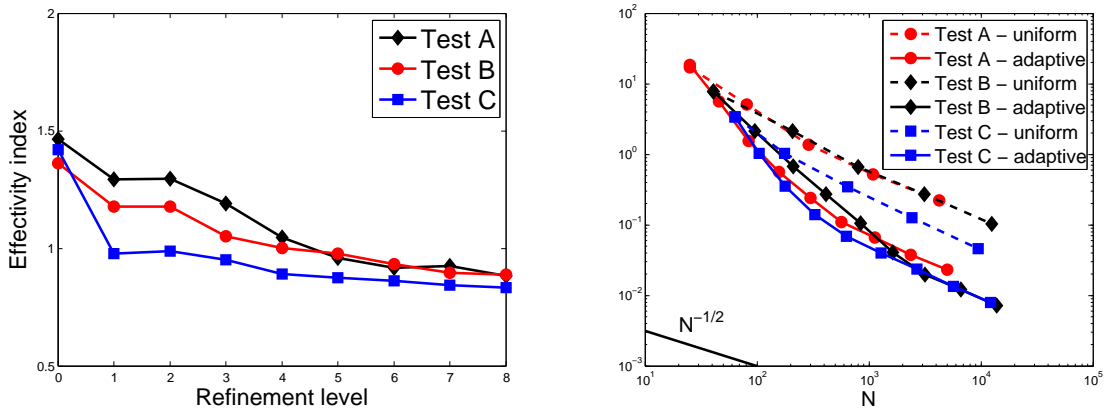 2
1.5
1
0.5
0 1 2 3 4 5 6 7 8
Effectivity index
Refinement level
Test A
Test B
Test C
10^2
10^1
10^0
10^−1
10^−2
10^−3
10^1 10^2 10^3 10^4 10^5
N
N^−1/2
Test A − uniform
Test A − adaptive
Test B − uniform
Test B − adaptive
Test C − uniform
Test C − adaptive